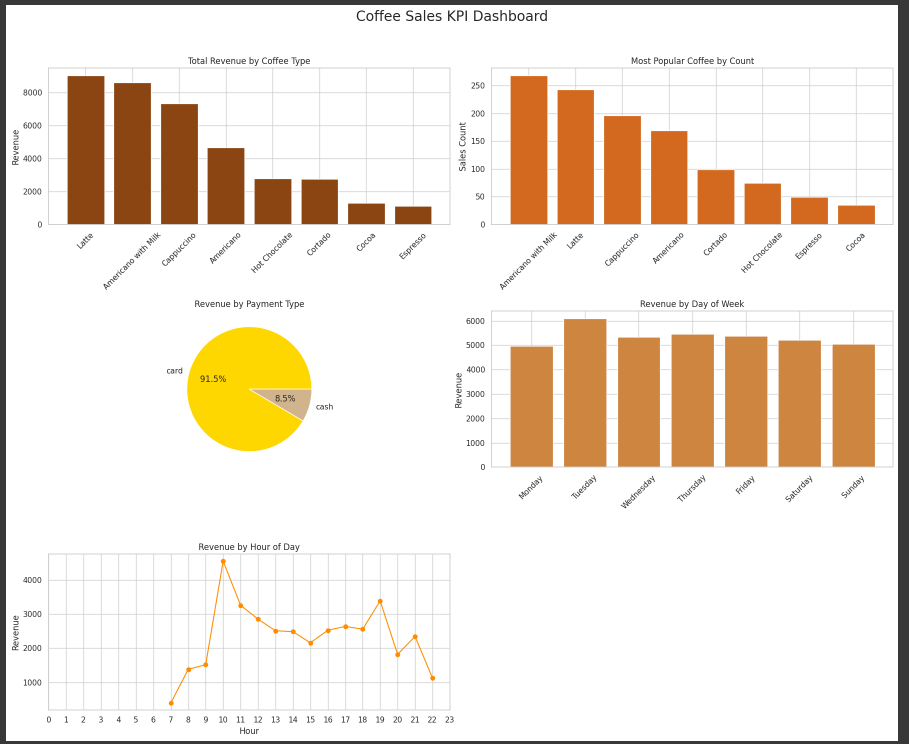 Coffee Sales KPI Dashboard
Total Revenue by Coffee Type
Revenue
8000
6000
4000
2000
0
Latte
Americano with Milk
Cappuccino
Americano
Hot Chocolate
Cortado
Cocoa
Espresso
Most Popular Coffee by Count
Sales Count
250
200
150
100
50
0
Americano with Milk
Latte
Cappuccino
Americano
Cortado
Hot Chocolate
Espresso
Cocoa
Revenue by Payment Type
card
91.5%
8.5%
cash
Revenue by Day of Week
Revenue
6000
5000
4000
3000
2000
1000
0
Monday
Tuesday
Wednesday
Thursday
Friday
Saturday
Sunday
Revenue by Hour of Day
Revenue
4000
3000
2000
1000
0 1 2 3 4 5 6 7 8 9 10 11 12 13 14 15 16 17 18 19 20 21 22 23
Hour